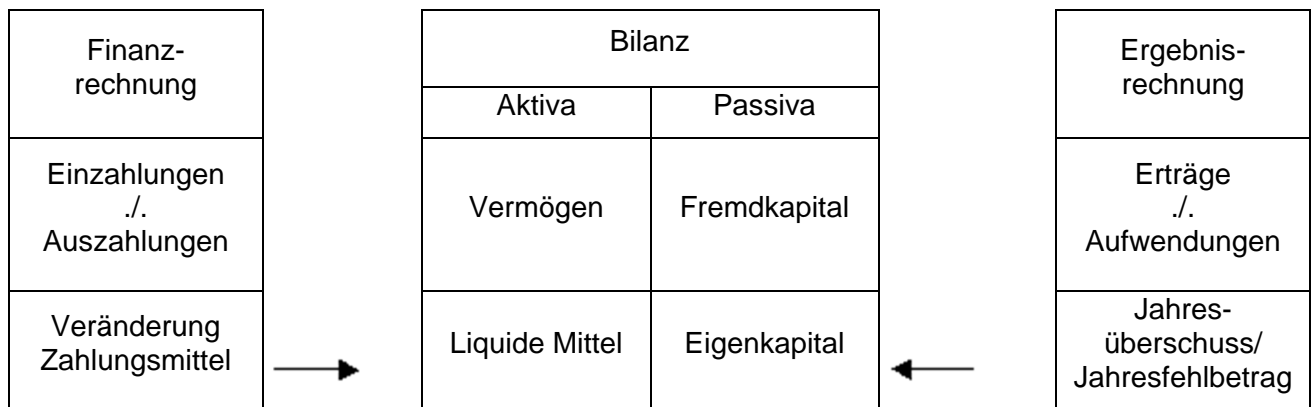 Finanz-
rechnung
Einzahlungen
./.
Auszahlungen
Veränderung
Zahlungsmittel
Bilanz
Aktiva
Passiva
Vermögen
Fremdkapital
Liquide Mittel
Eigenkapital
Ergebnis-
rechnung
Erträge
./.
Aufwendungen
Jahres-
überschuss/
Jahresfehlbetrag